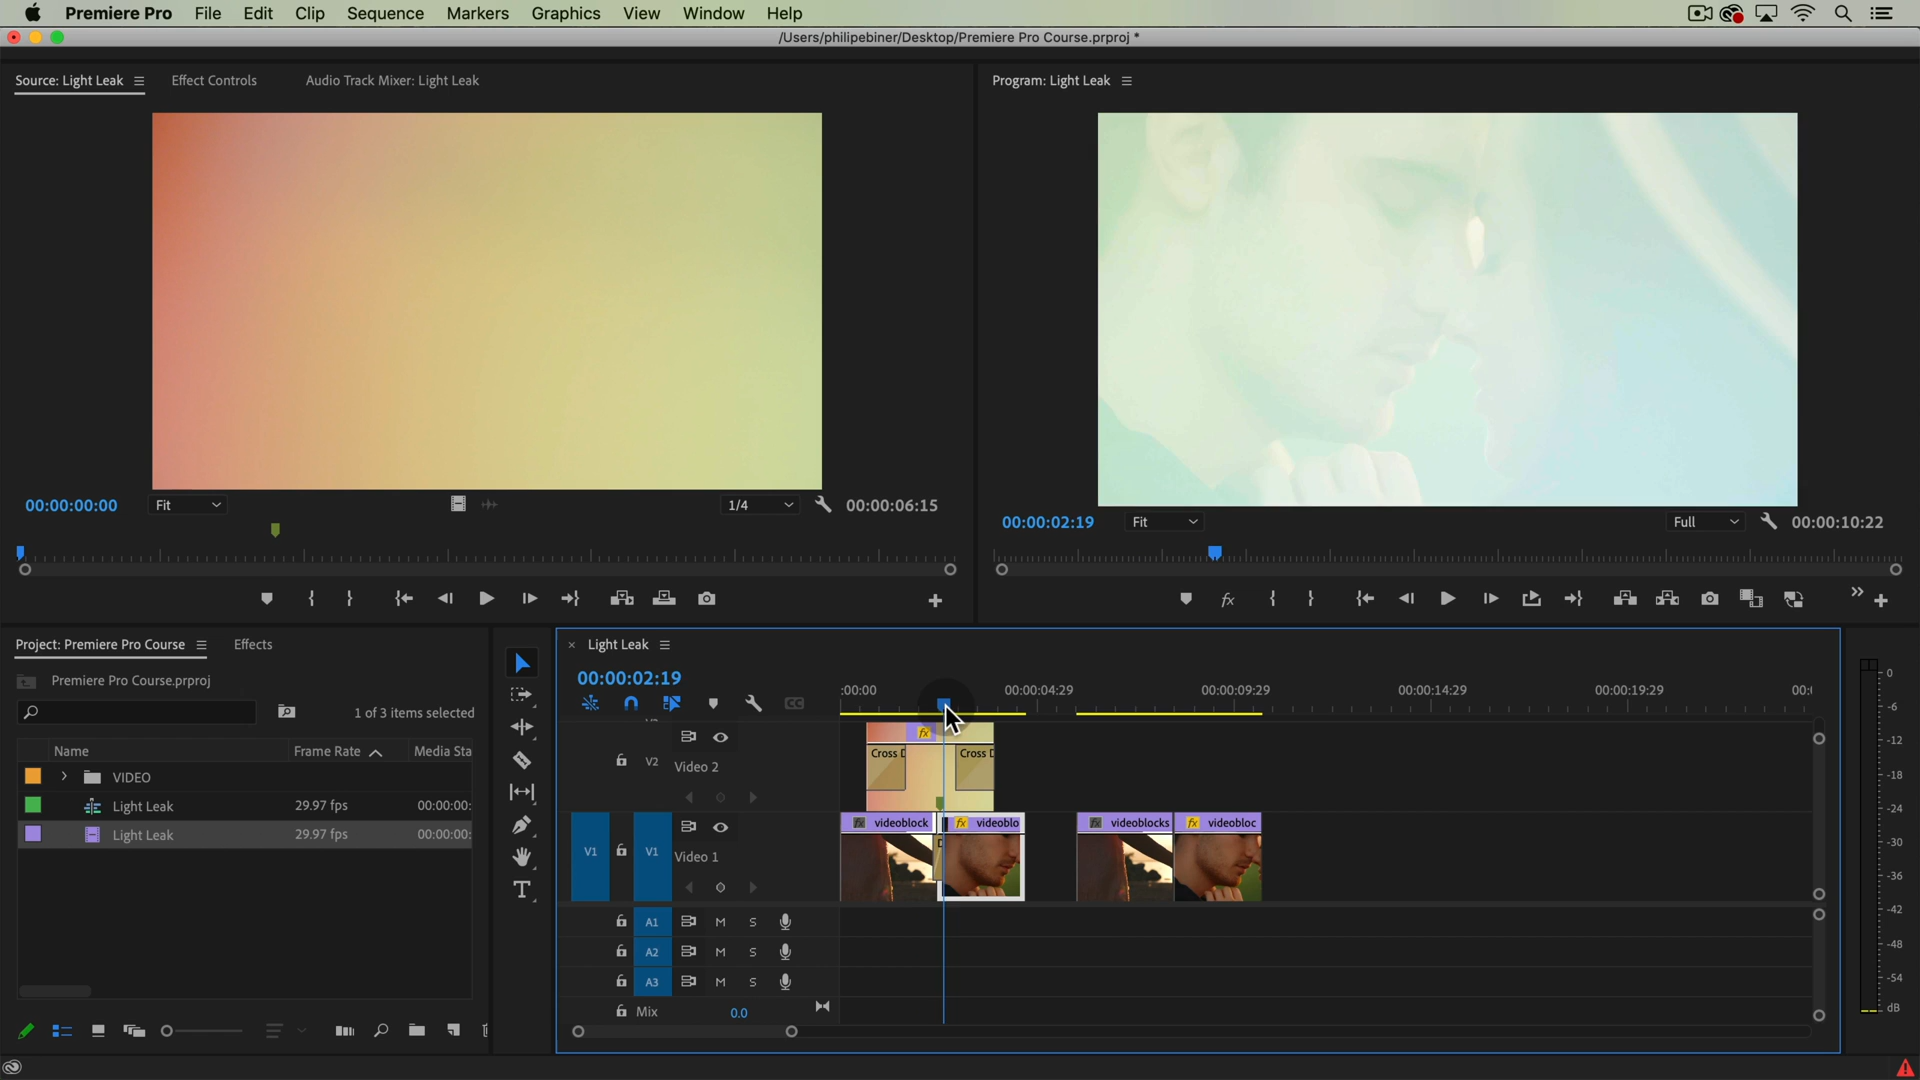 Premiere Pro File Edit Clip Sequence Markers Graphics View Window Help
/Users/philipebiner/Desktop/Premiere Pro Course.prproj *
Source: Light Leak Effect Controls Audio Track Mixer: Light Leak
Program: Light Leak
00:00:00:00 Fit 1/4 00:00:06:15
00:00:02:19 Fit Full 00:00:10:22
Project: Premiere Pro Course Effects
Premiere Pro Course.prproj
1 of 3 items selected
Name Frame Rate Media Sta
VIDEO
Light Leak 29.97 fps 00:00:00:
Light Leak 29.97 fps 00:00:00:
Light Leak
00:00:02:19
:00:00 00:00:04:29 00:00:09:29 00:00:14:29 00:00:19:29 00:0
fx
V2 Video 2 Cross D Cross D
fx videoblock fx videoblo fx videoblocks fx videobloc
V1 V1 Video 1
A1 M S
A2 M S
A3 M S
Mix 0.0
0
-6
-12
-18
-24
-30
-36
-42
-48
-54
dB